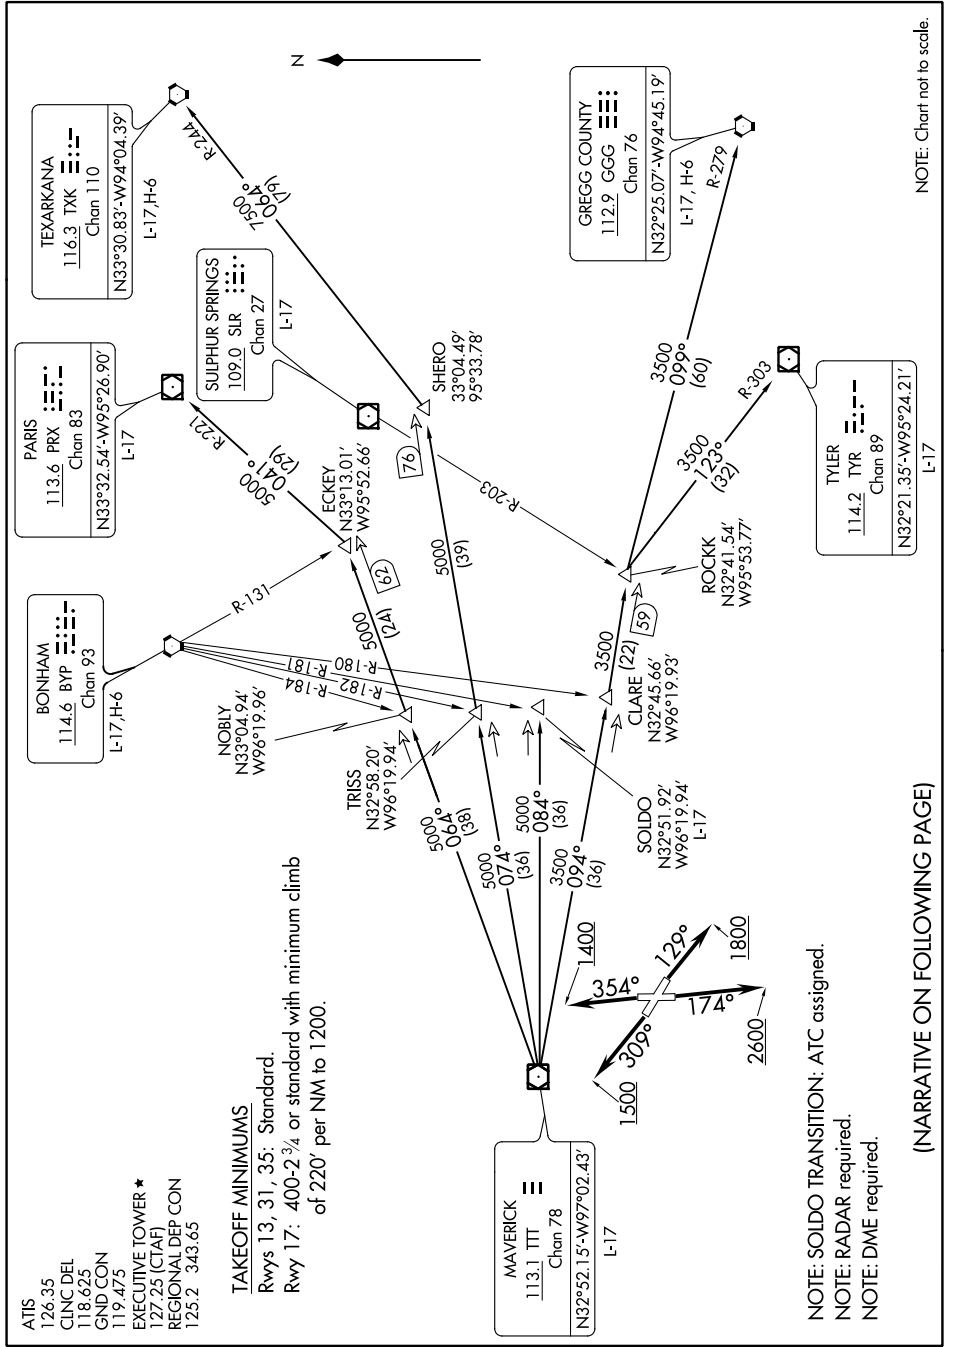 ATIS
126.35
CLNC DEL
118.625
GND CON
119.475
EXECUTIVE TOWER ★
127.25 (CTAF)
REGIONAL DEP CON
125.2 343.65
TAKEOFF MINIMUMS
Rwys 13, 31, 35: Standard.
Rwy 17: 400-2 ¾ or standard with minimum climb
of 220' per NM to 1200.
BONHAM
114.6 BYP
Chan 93
L-17,H-6
PARIS
113.6 PRX
Chan 83
N33°32.54'-W95°26.90'
L-17
TEXARKANA
116.3 TXK
Chan 110
N33°30.83'-W94°04.39'
L-17,H-6
SULPHUR SPRINGS
109.0 SLR
Chan 27
L-17
N
R-244
7500
064°
(79)
R-221
5000
041°
(29)
ECKEY
N33°13.01'
W95°52.66'
SHERO
33°04.49'
95°33.78'
R-131
R-184
R-181
R-182
R-180
R-203
62
76
59
5000
(24)
5000
(39)
3500
(22)
NOBLY
N33°04.94'
W96°19.96'
TRISS
N32°58.20'
W96°19.94'
SOLDO
N32°51.92'
W96°19.94'
L-17
CLARE
N32°45.66'
W96°19.93'
ROCKK
N32°41.54'
W95°53.77'
5000
064°
(38)
5000
074°
(36)
5000
084°
(36)
3500
094°
(36)
GREGG COUNTY
112.9 GGG
Chan 76
N32°25.07'-W94°45.19'
L-17, H-6
R-279
3500
099°
(60)
R-303
3500
123°
(32)
TYLER
114.2 TYR
Chan 89
N32°21.35'-W95°24.21'
L-17
MAVERICK
113.1 TTT
Chan 78
N32°52.15'-W97°02.43'
L-17
1400
354°
129°
1800
309°
1500
174°
2600
NOTE: SOLDO TRANSITION: ATC assigned.
NOTE: RADAR required.
NOTE: DME required.
NOTE: Chart not to scale.
(NARRATIVE ON FOLLOWING PAGE)